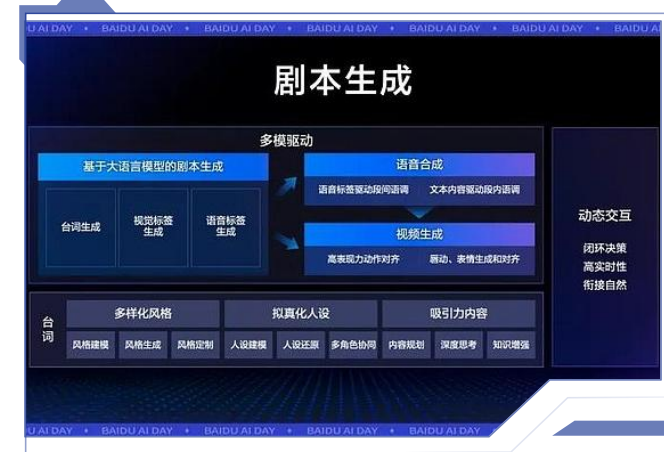 U AI DAY • BAIDU AI DAY • BAIDU AI DAY • BAIDU AI DAY • BAIDU AI DAY • BAIDU AI DAY • BAIDU A
剧本生成
多模驱动
基于大语言模型的剧本生成
台词生成
视觉标签
生成
语音标签
生成
语音合成
语音标签驱动段间语调 文本内容驱动段内语调
视频生成
高表现力动作对齐 唇动、表情生成和对齐
动态交互
闭环决策
高实时性
衔接自然
台词
多样化风格 拟真化人设 吸引力内容
风格建模 风格生成 风格定制 人设建模 人设还原 多角色协同 内容规划 深度思考 知识增强
U AI DAY • BAIDU AI DAY • BAIDU AI DAY • BAIDU AI DAY